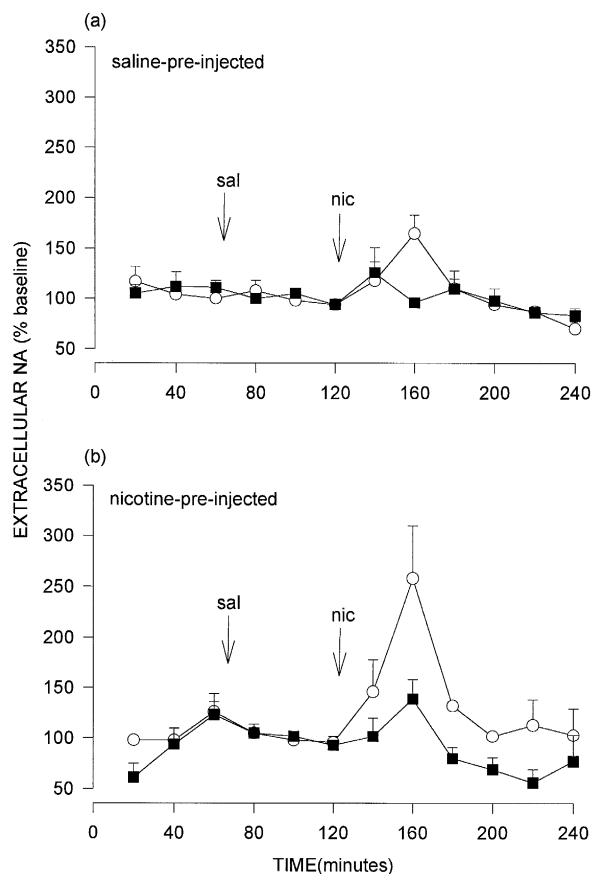 (a)
350
saline-pre-injected
300
250
200
sal
nic
150
100
50
0 40 80 120 160 200 240
EXTRACELLULAR NA (% baseline)
(b)
350
nicotine-pre-injected
300
250
200
sal
nic
150
100
50
0 40 80 120 160 200 240
TIME(minutes)